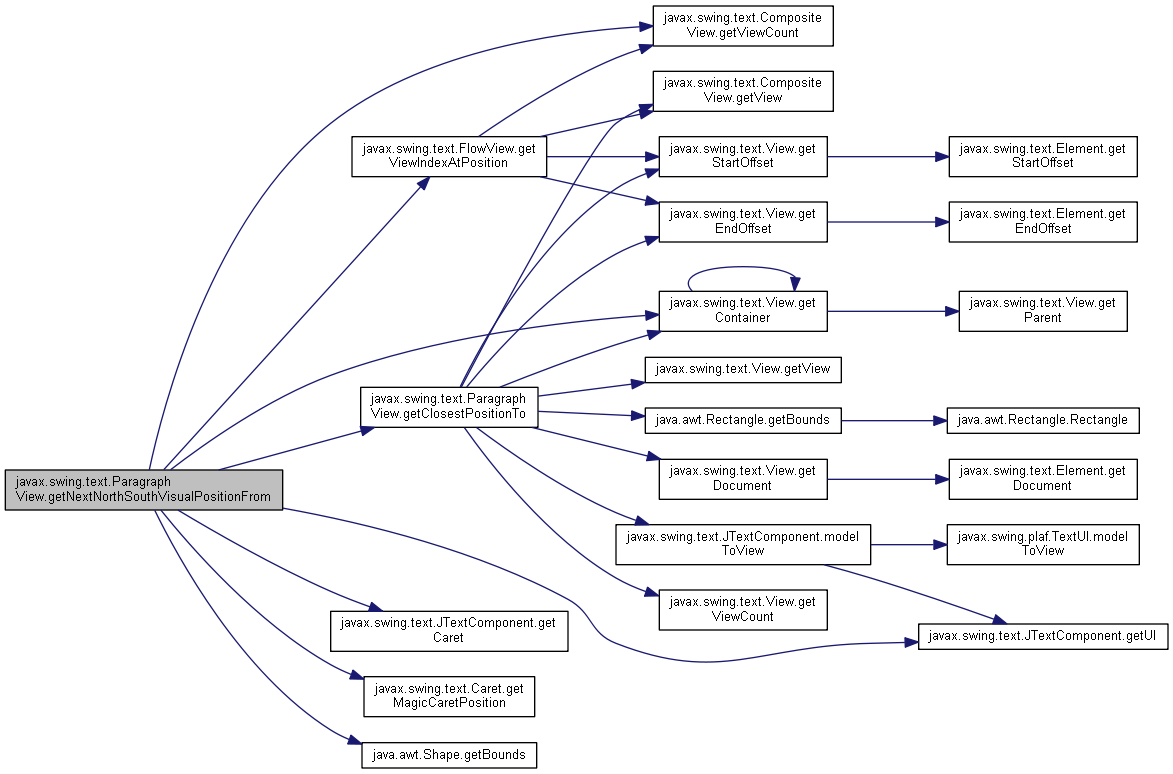 javax.swing.text.Composite
View.getViewCount
javax.swing.text.Composite
View.getView
javax.swing.text.FlowView.get
ViewIndexAtPosition
javax.swing.text.View.get
StartOffset
javax.swing.text.Element.get
StartOffset
javax.swing.text.View.get
EndOffset
javax.swing.text.Element.get
EndOffset
javax.swing.text.View.get
Container
javax.swing.text.View.get
Parent
javax.swing.text.View.getView
javax.swing.text.Paragraph
View.getClosestPositionTo
java.awt.Rectangle.getBounds
java.awt.Rectangle.Rectangle
javax.swing.text.View.get
Document
javax.swing.text.Element.get
Document
javax.swing.text.Paragraph
View.getNextNorthSouthVisualPositionFrom
javax.swing.text.JTextComponent.model
ToView
javax.swing.plaf.TextUI.model
ToView
javax.swing.text.View.get
ViewCount
javax.swing.text.JTextComponent.getUI
javax.swing.text.JTextComponent.get
Caret
javax.swing.text.Caret.get
MagicCaretPosition
java.awt.Shape.getBounds